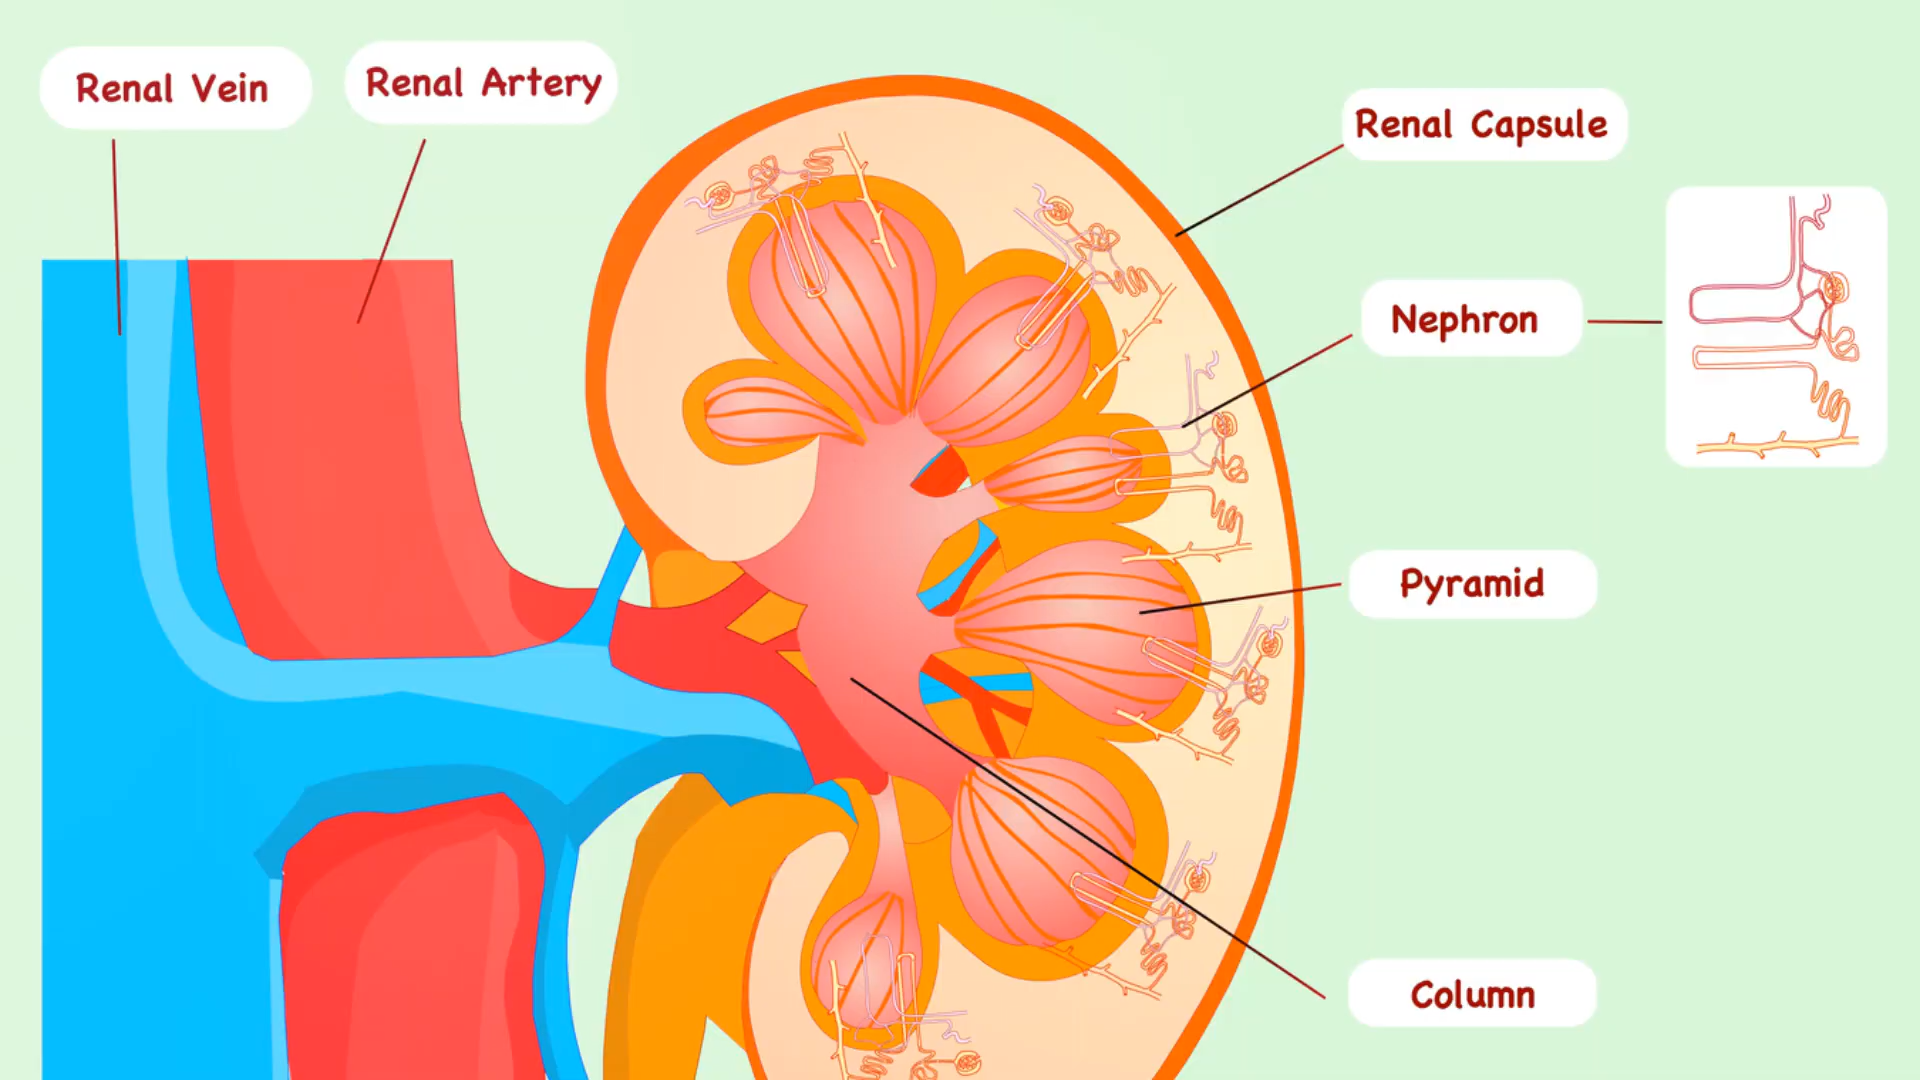 Renal Vein
Renal Artery
Renal Capsule
Nephron
Pyramid
Column